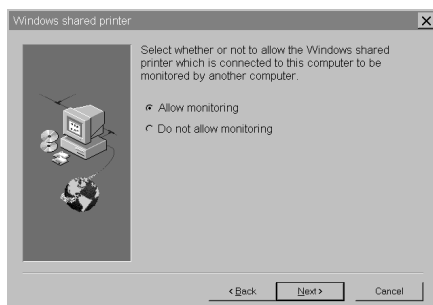 Windows shared printer
Select whether or not to allow the Windows shared
printer which is connected to this computer to be
monitored by another computer.
Allow monitoring
Do not allow monitoring
< Back
Next >
Cancel